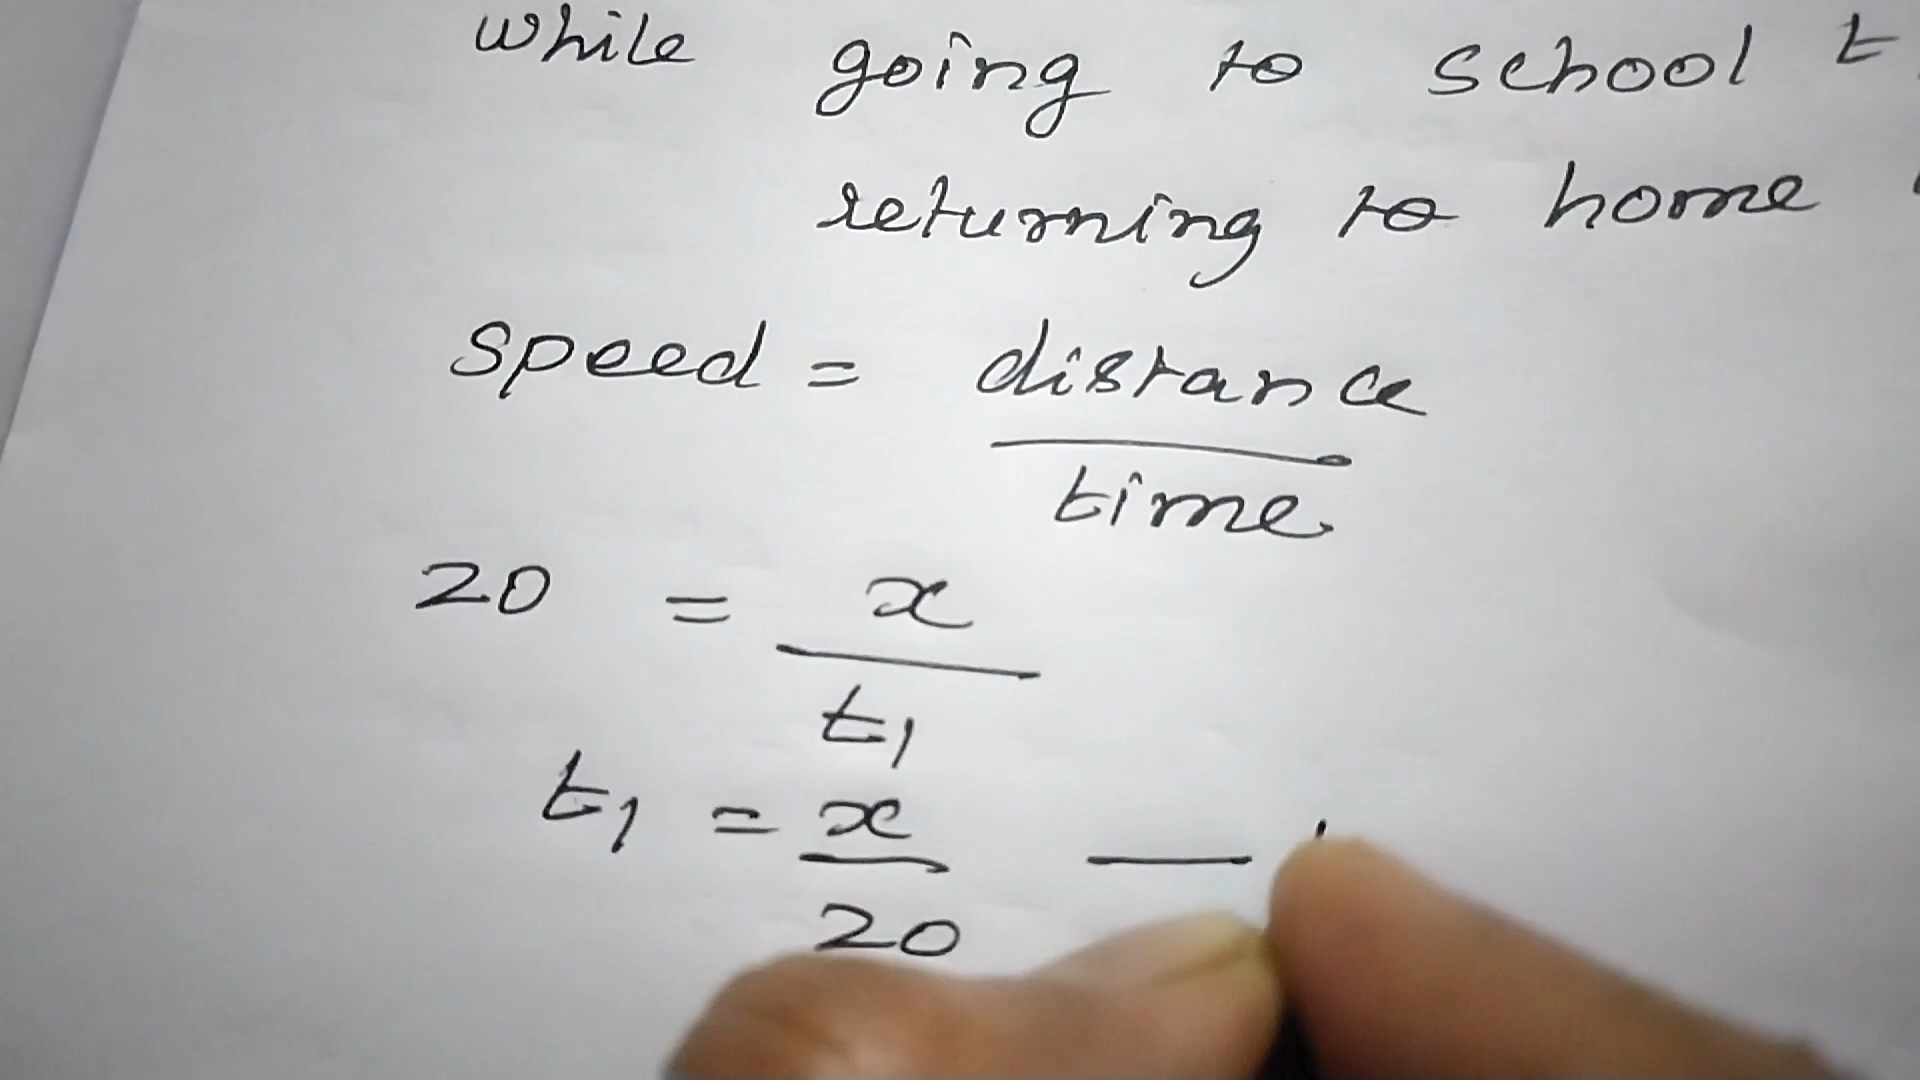 while going to school t
returning to home
speed = distance
time
20 = x
t1
t1 = x —
20